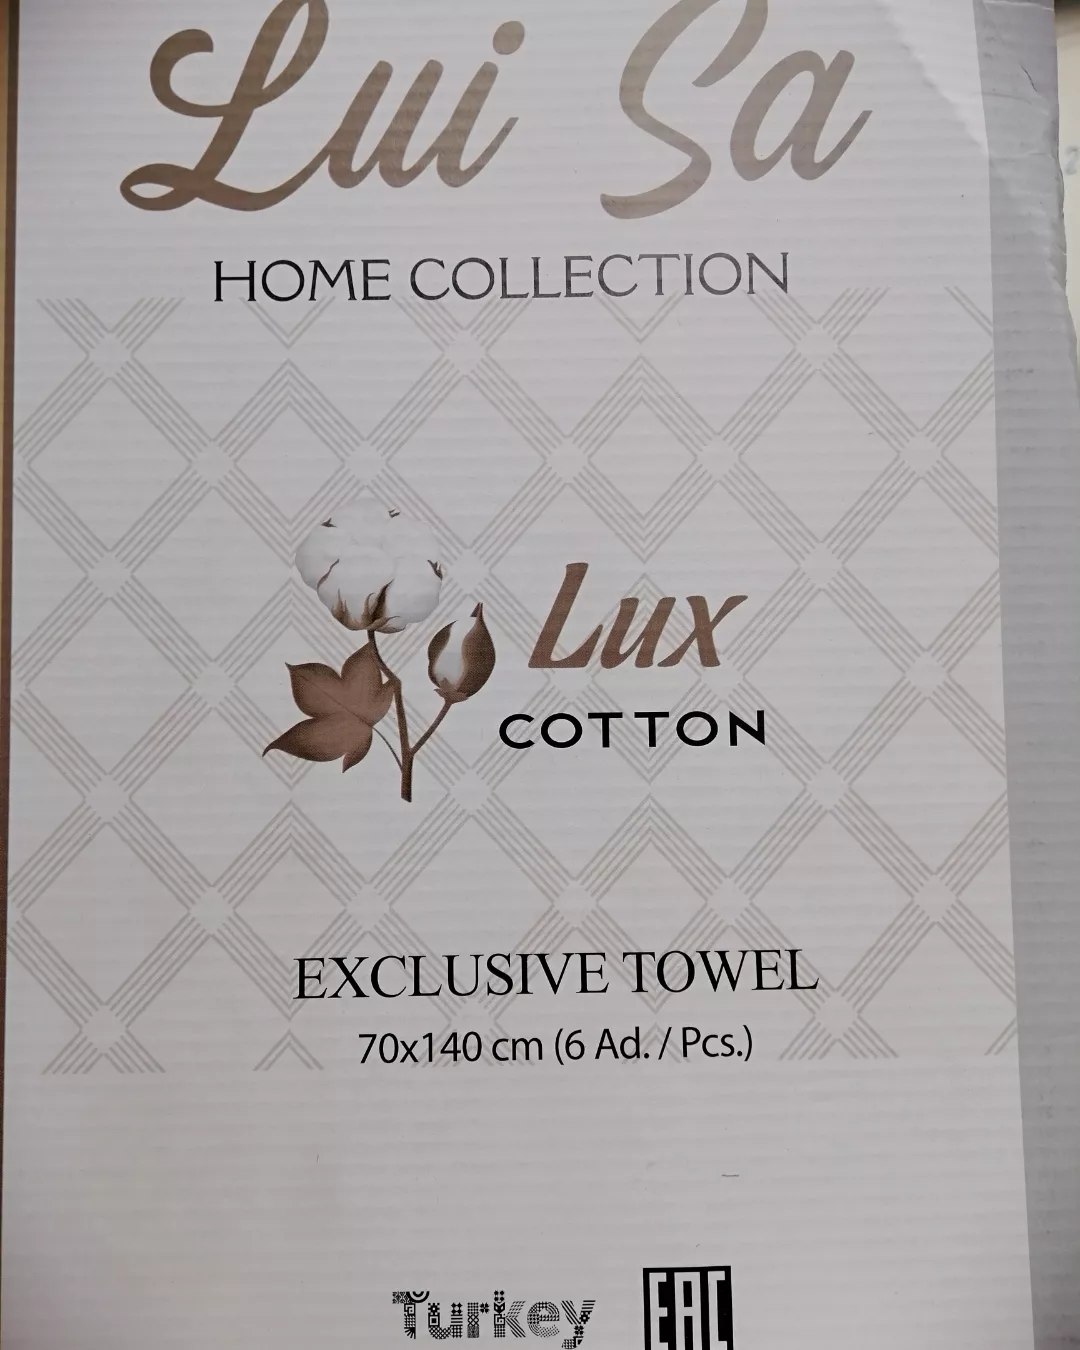 Lui Sa
HOME COLLECTION
Lux
COTTON
EXCLUSIVE TOWEL
70x140 cm (6 Ad. / Pcs.)
Turkey EAC